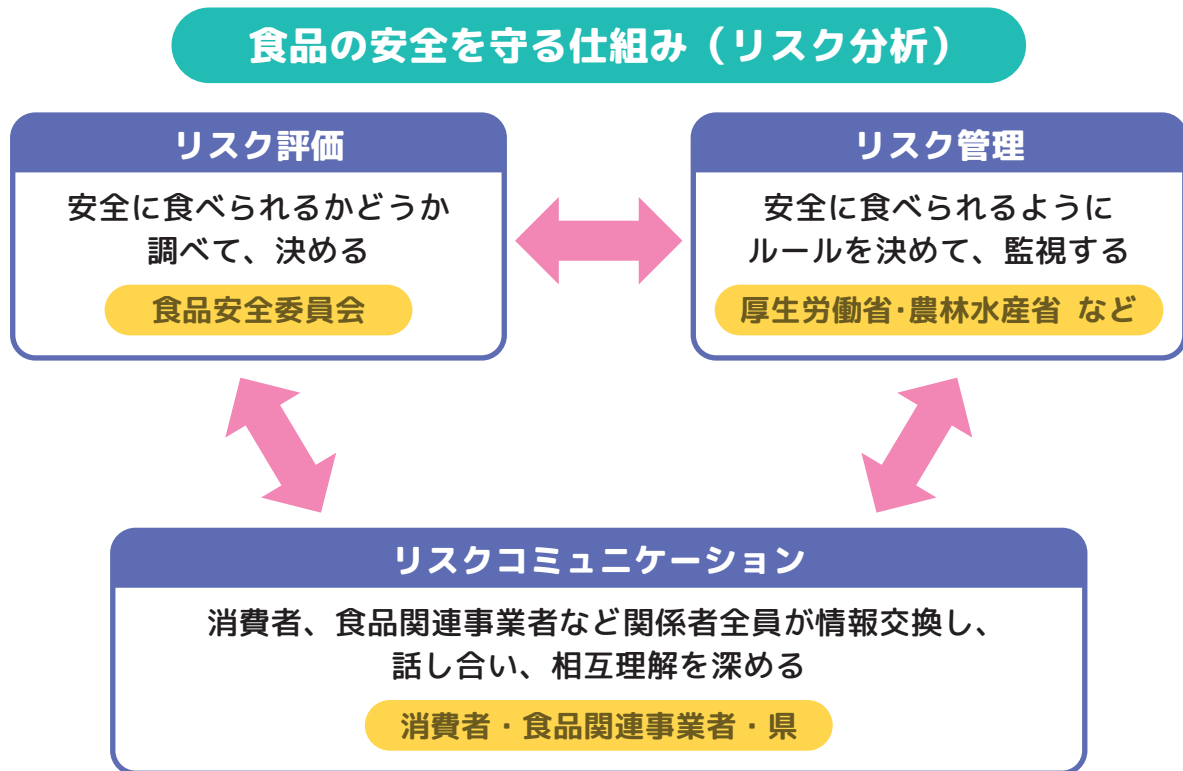 食品の安全を守る仕組み（リスク分析）
リスク評価
安全に食べられるかどうか
調べて、決める
食品安全委員会
リスク管理
安全に食べられるように
ルールを決めて、監視する
厚生労働省・農林水産省 など
リスクコミュニケーション
消費者、食品関連事業者など関係者全員が情報交換し、
話し合い、相互理解を深める
消費者・食品関連事業者・県